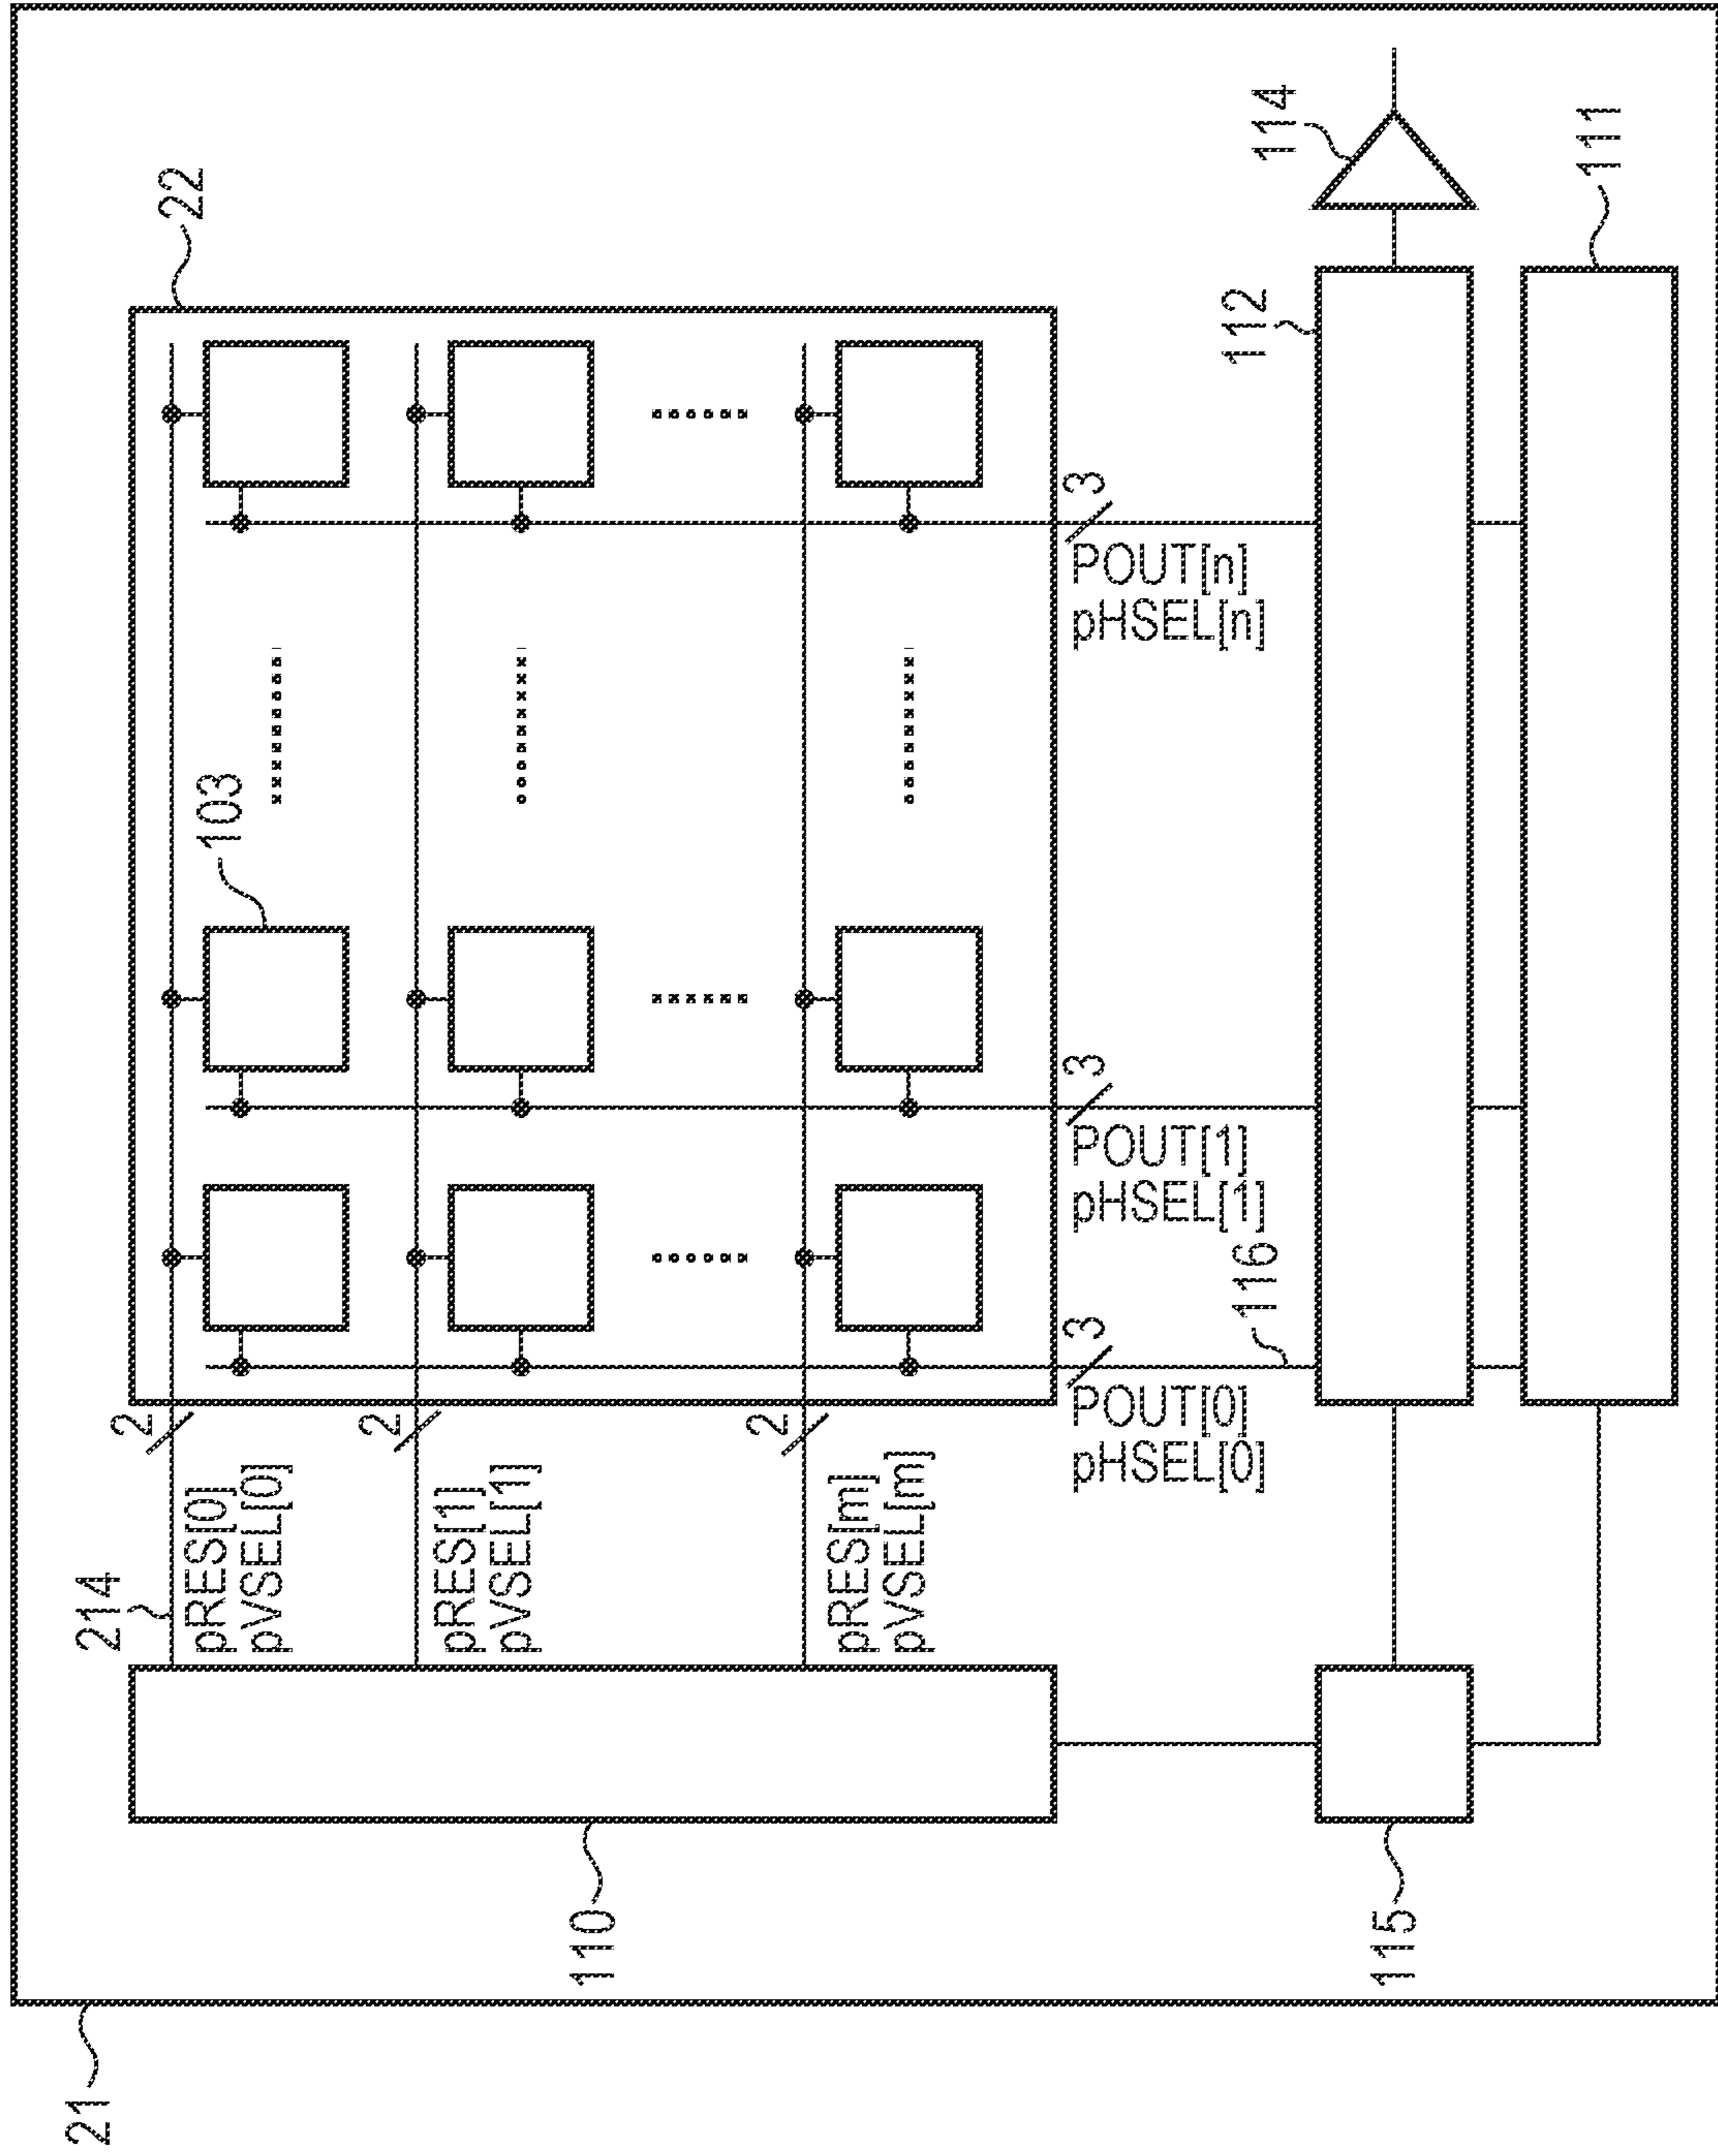 21
22
214
2
pRES[0]
pVSEL[0]
103
2
pRES[1]
pVSEL[1]
110
2
pRES[m]
pVSEL[m]
3
POUT[0]
pHSEL[0]
3
POUT[1]
pHSEL[1]
3
POUT[n]
pHSEL[n]
116
112
114
115
111